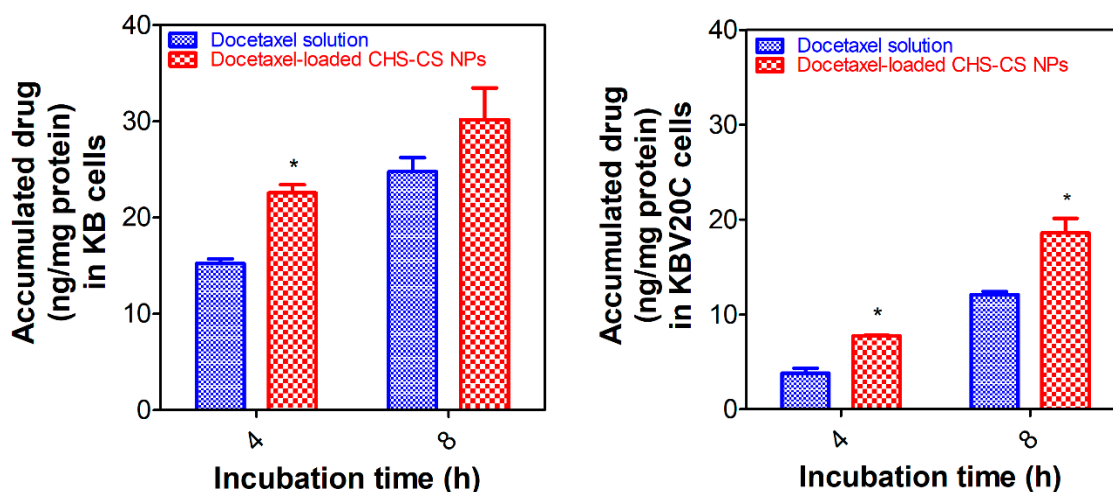 Accumulated drug
(ng/mg protein)
in KB cells
40
30
20
10
0
Docetaxel solution
Docetaxel-loaded CHS-CS NPs
*
4
8
Incubation time (h)
Accumulated drug
(ng/mg protein)
in KBV20C cells
40
30
20
10
0
Docetaxel solution
Docetaxel-loaded CHS-CS NPs
*
*
4
8
Incubation time (h)